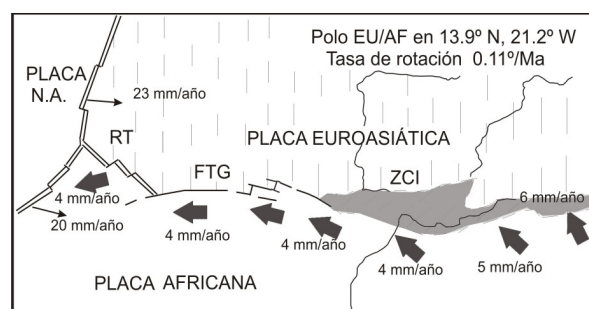 Polo EU/AF en 13.9º N, 21.2º W
Tasa de rotación 0.11º/Ma
PLACA
N.A.
23 mm/año
RT
PLACA EUROASIÁTICA
FTG
ZCI
4 mm/año
6 mm/año
20 mm/año
4 mm/año
4 mm/año
4 mm/año
5 mm/año
PLACA AFRICANA